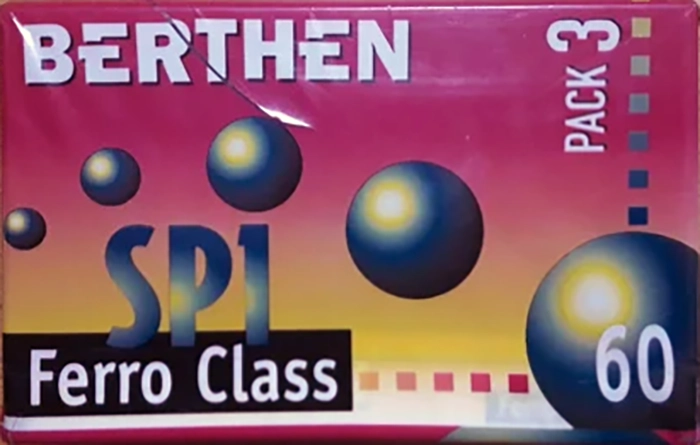 BERTHEN
PACK 3
SP1
Ferro Class
60